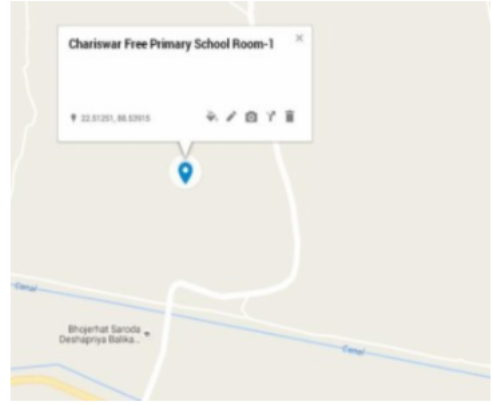 Chariswar Free Primary School Room-1
22.51251, 88.53915
Canal
Bhojerhat Saroda
Deshapriya Balika...
Canal